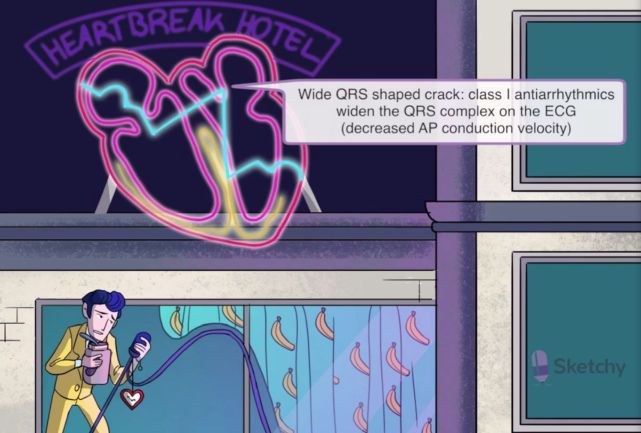 HEARTBREAK HOTEL
Wide QRS shaped crack: class I antiarrhythmics
widen the QRS complex on the ECG
(decreased AP conduction velocity)
Sketchy